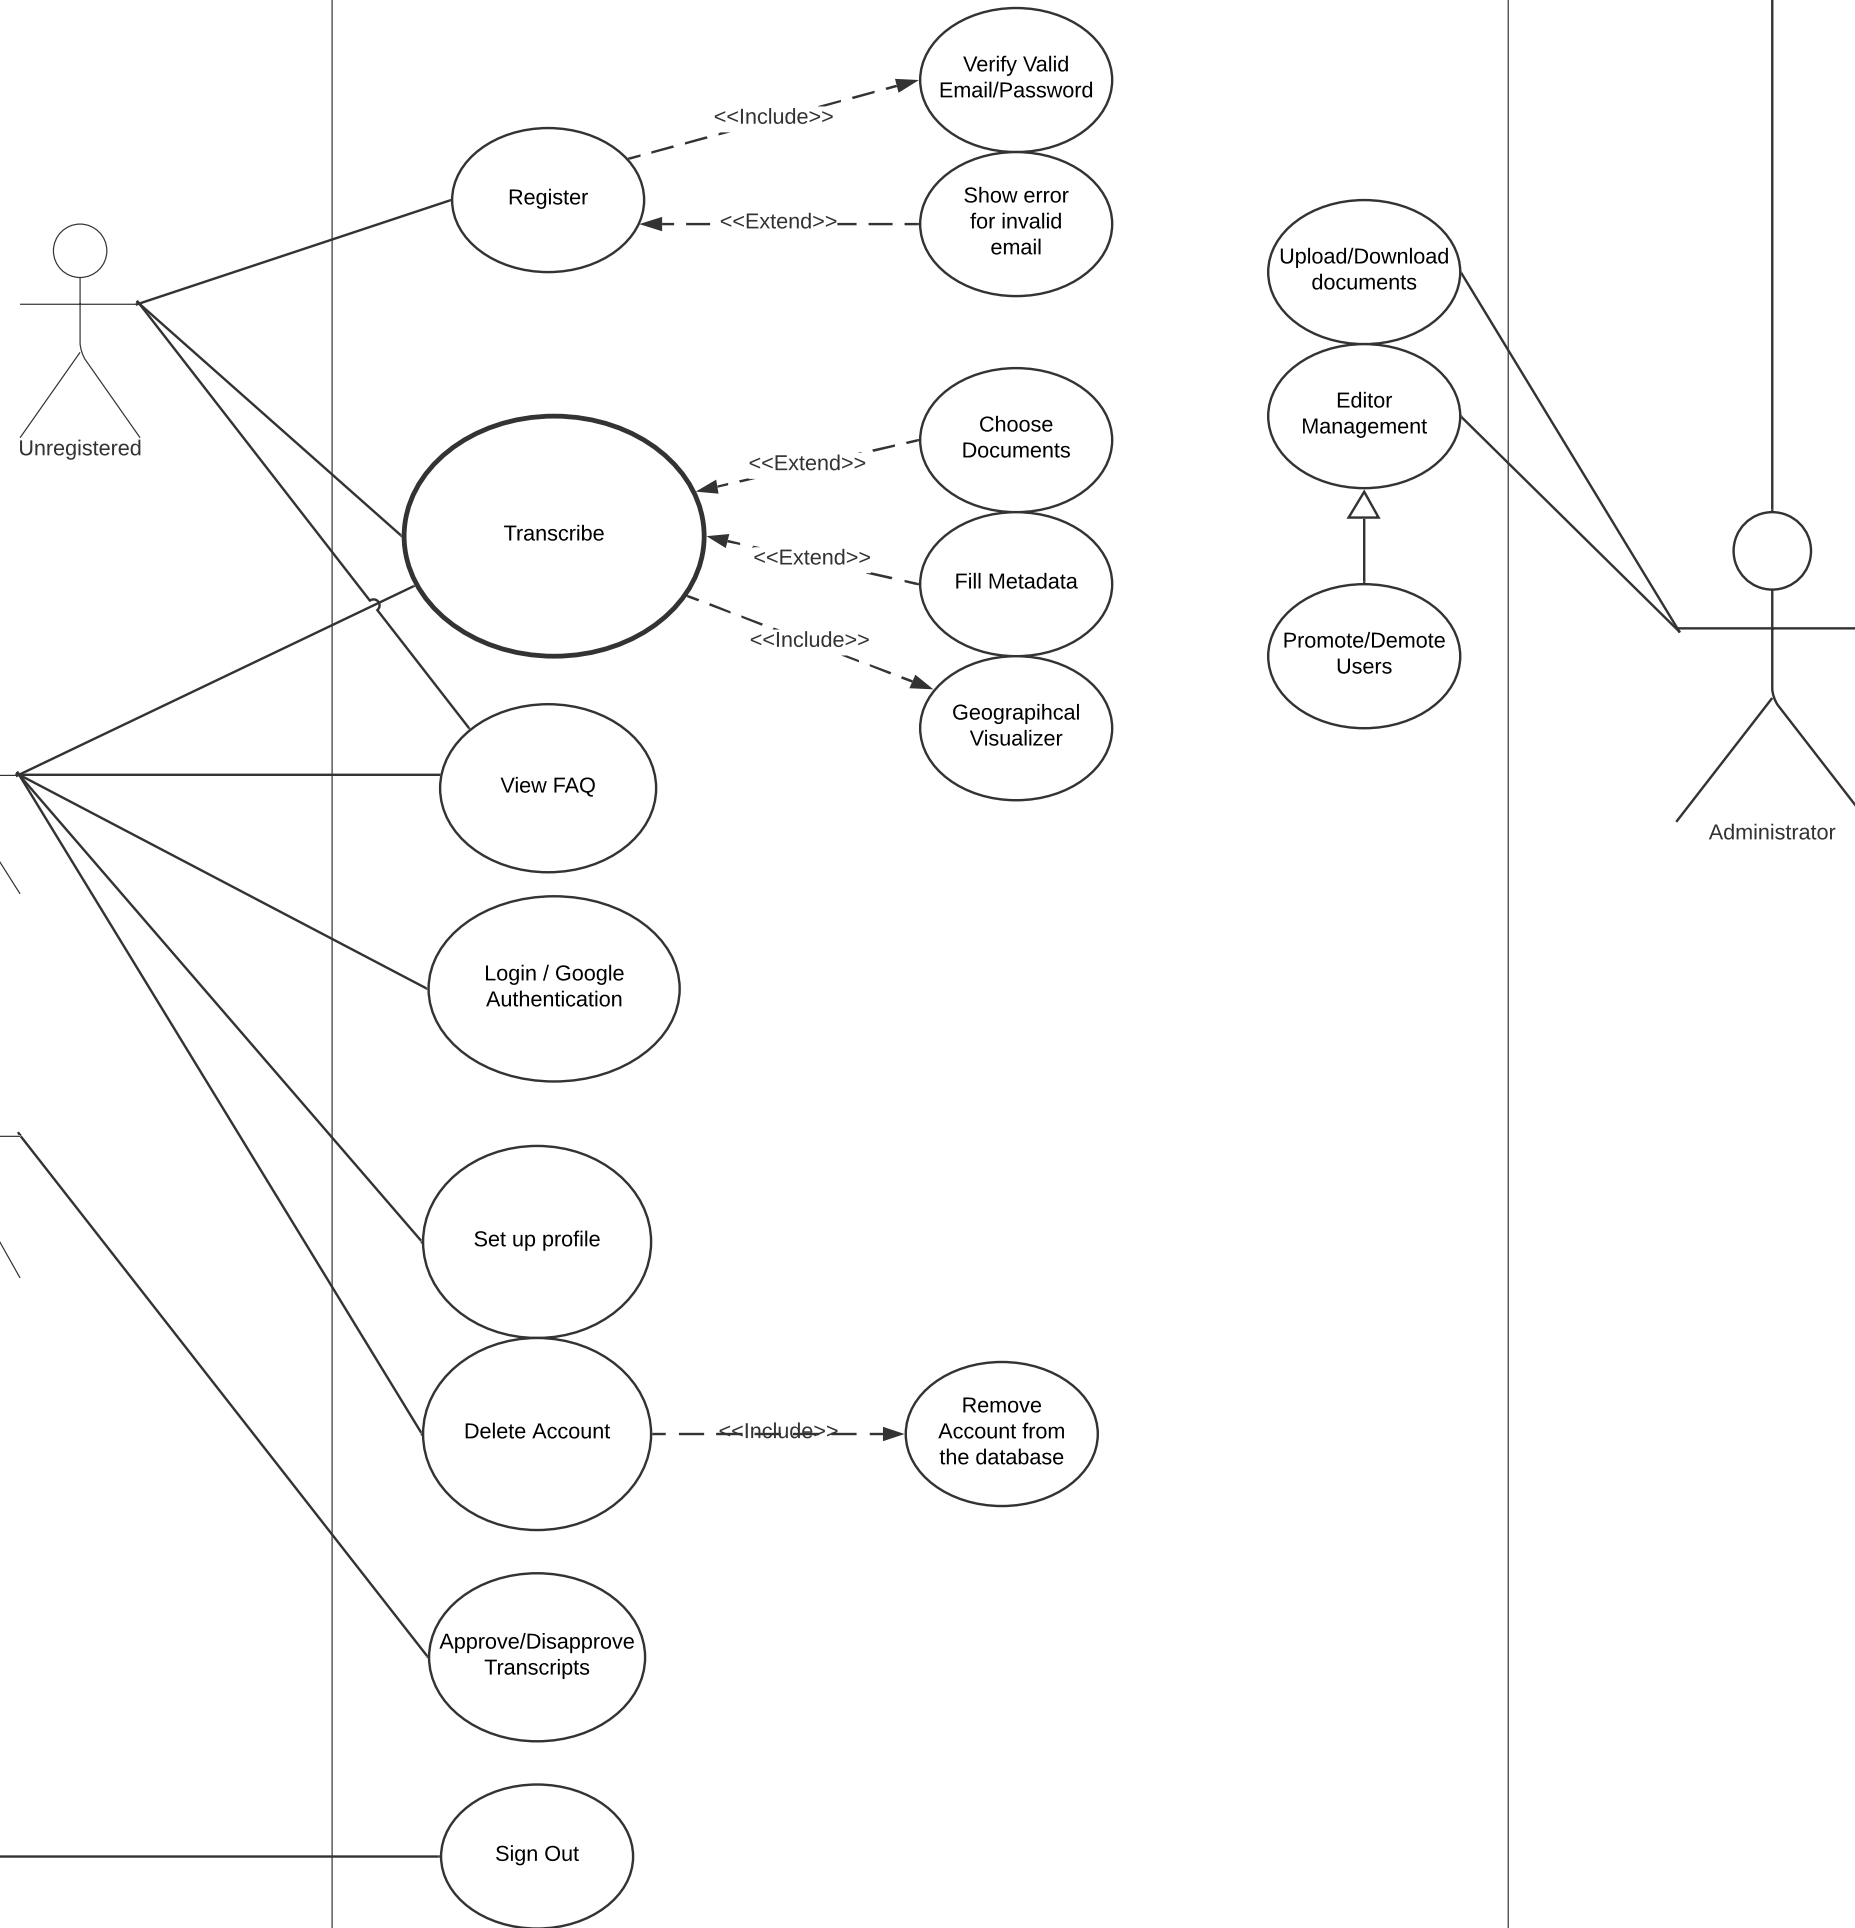 Verify Valid
Email/Password
<<Include>>
Register
Show error
for invalid
email
<<Extend>>
Upload/Download
documents
Unregistered
Editor
Management
Choose
Documents
<<Extend>>
Transcribe
<<Extend>>
Fill Metadata
<<Include>>
Promote/Demote
Users
Geograpihcal
Visualizer
View FAQ
Administrator
Login / Google
Authentication
Set up profile
Delete Account
<<Include>>
Remove
Account from
the database
Approve/Disapprove
Transcripts
Sign Out